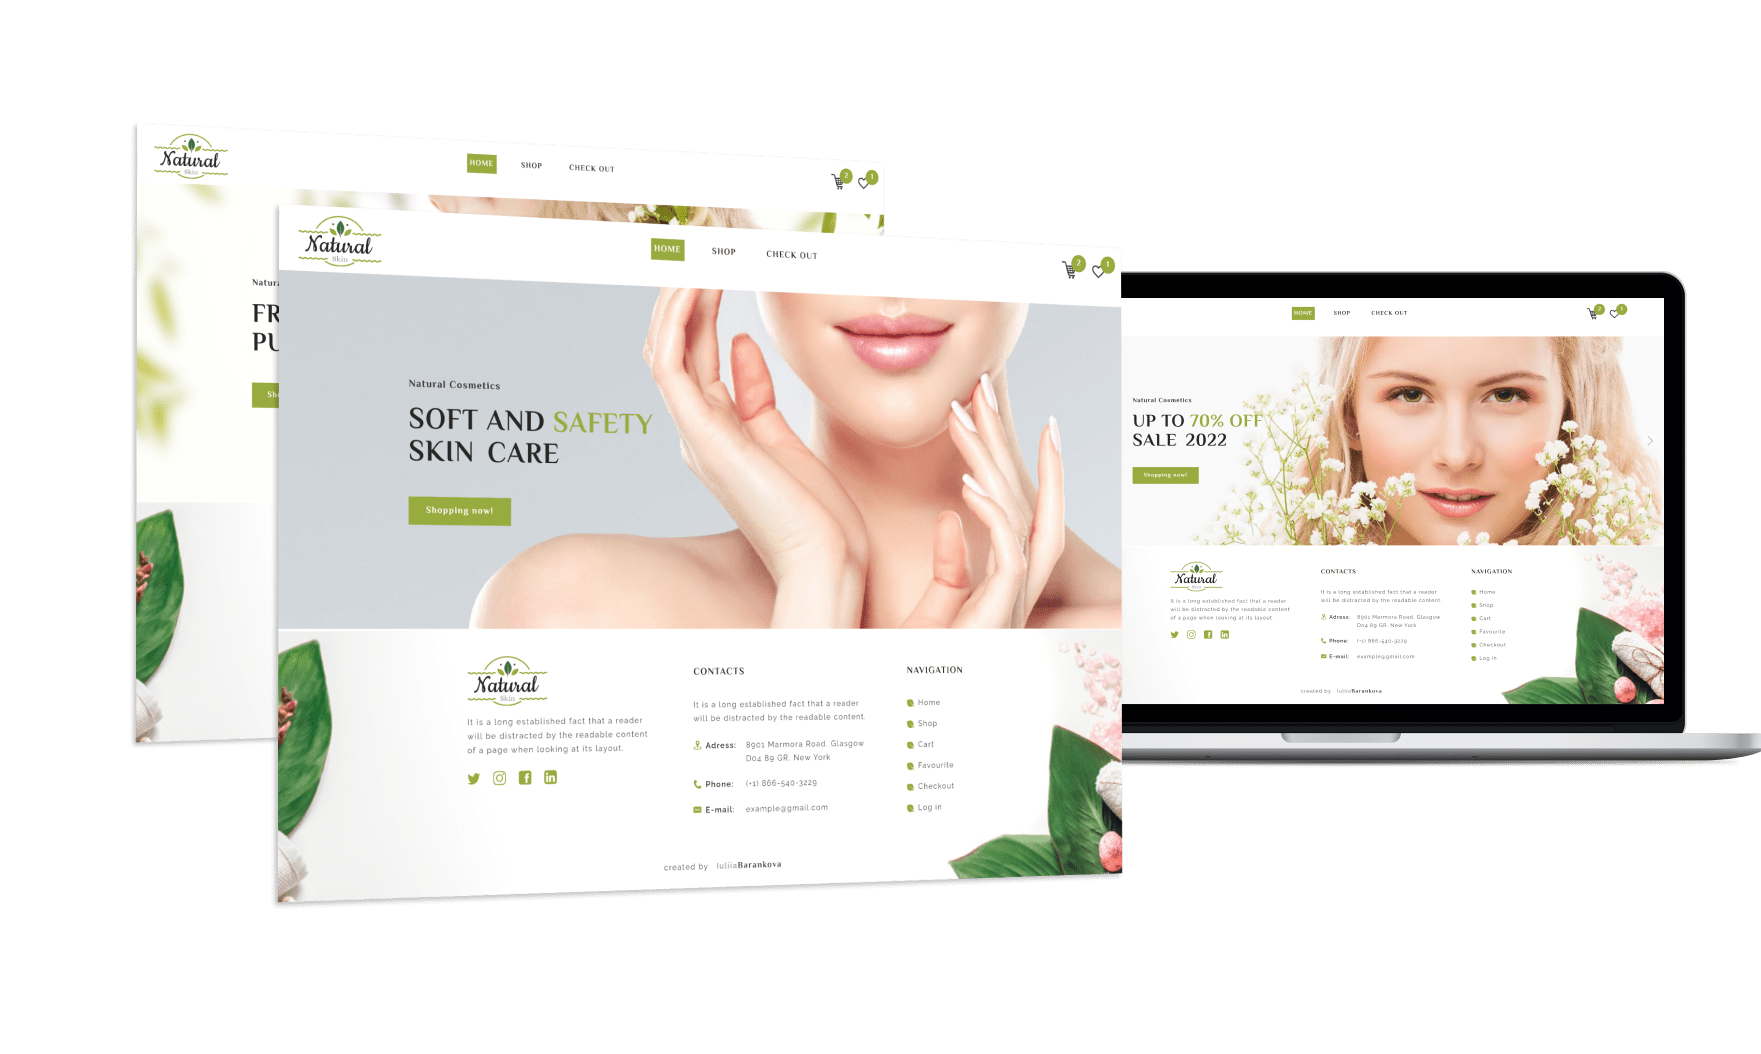 Natural
Skin
HOME
SHOP
CHECK OUT
2
1
FR
PU
Natural
Skin
HOME
SHOP
CHECK OUT
2
1
Natural Cosmetics
SOFT AND SAFETY
SKIN CARE
Shopping now!
Natural
Skin
It is a long established fact that a reader
will be distracted by the readable content
of a page when looking at its layout.
CONTACTS
It is a long established fact that a reader
will be distracted by the readable content.
Adress: 8901 Marmora Road, Glasgow
D04 89 GR, New York
Phone: (+1) 866-540-3229
E-mail: example@gmail.com
NAVIGATION
Home
Shop
Cart
Favourite
Checkout
Log in
created by IuliiaBarankova
HOME
SHOP
CHECK OUT
2
1
Natural Cosmetics
UP TO 70% OFF
SALE 2022
Shopping now!
Natural
Skin
It is a long established fact that a reader
will be distracted by the readable content
of a page when looking at its layout.
CONTACTS
It is a long established fact that a reader
will be distracted by the readable content.
Adress: 8901 Marmora Road, Glasgow
D04 89 GR, New York
Phone: (+1) 866-540-3229
E-mail: example@gmail.com
NAVIGATION
Home
Shop
Cart
Favourite
Checkout
Log in
created by IuliiaBarankova